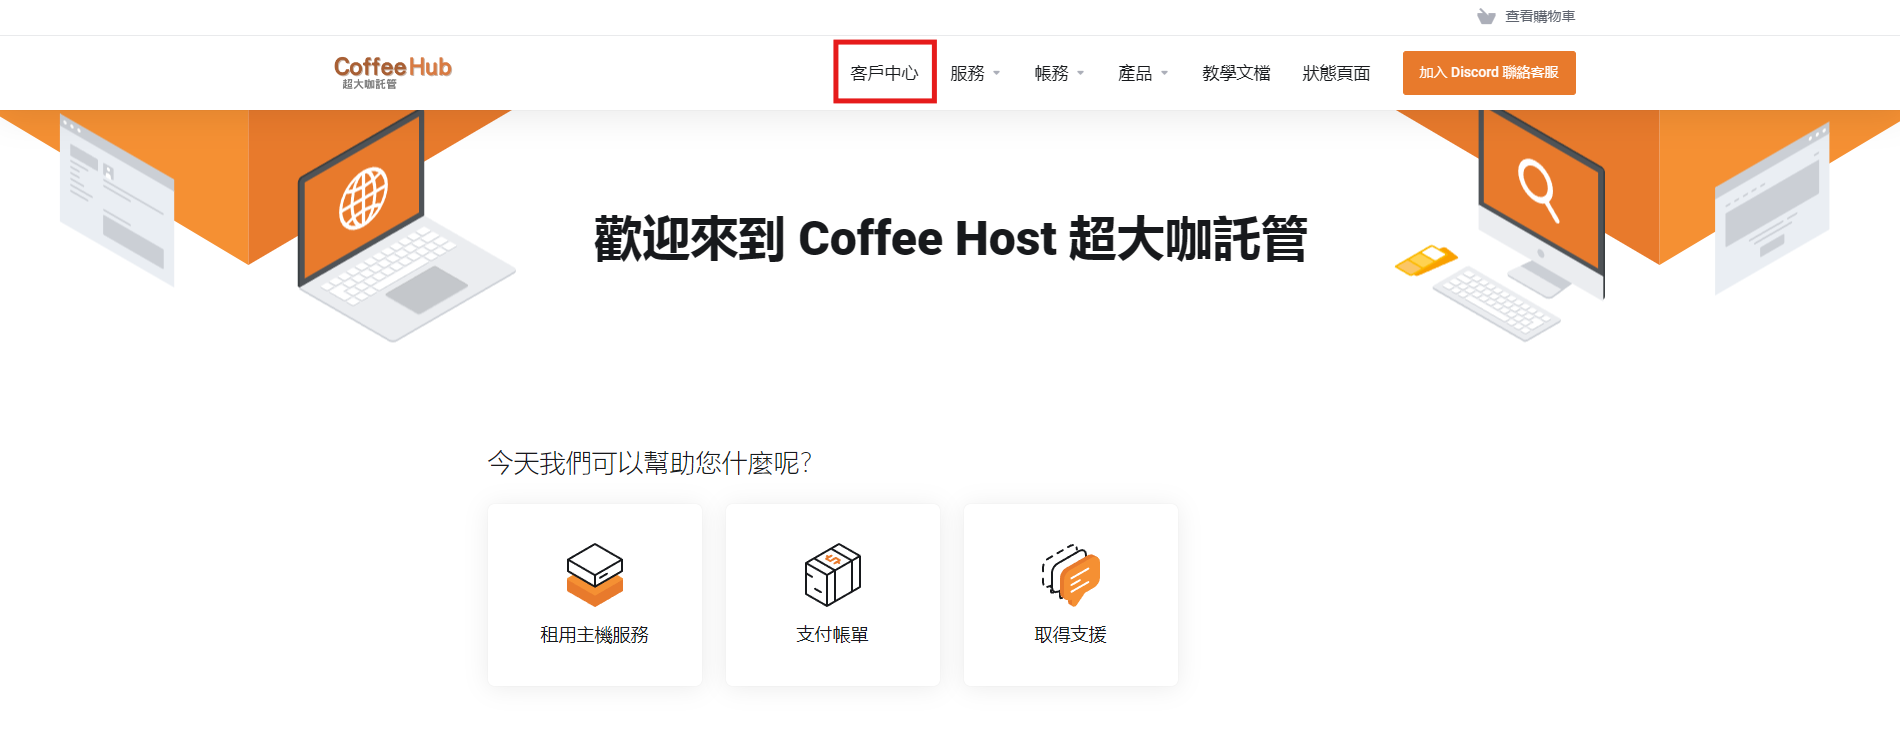 查看購物車
CoffeeHub
超大咖託管
客戶中心 服務 帳務 產品 教學文檔 狀態頁面 加入 Discord 聯絡客服
歡迎來到 Coffee Host 超大咖託管
今天我們可以幫助您什麼呢?
租用主機服務 支付帳單 取得支援